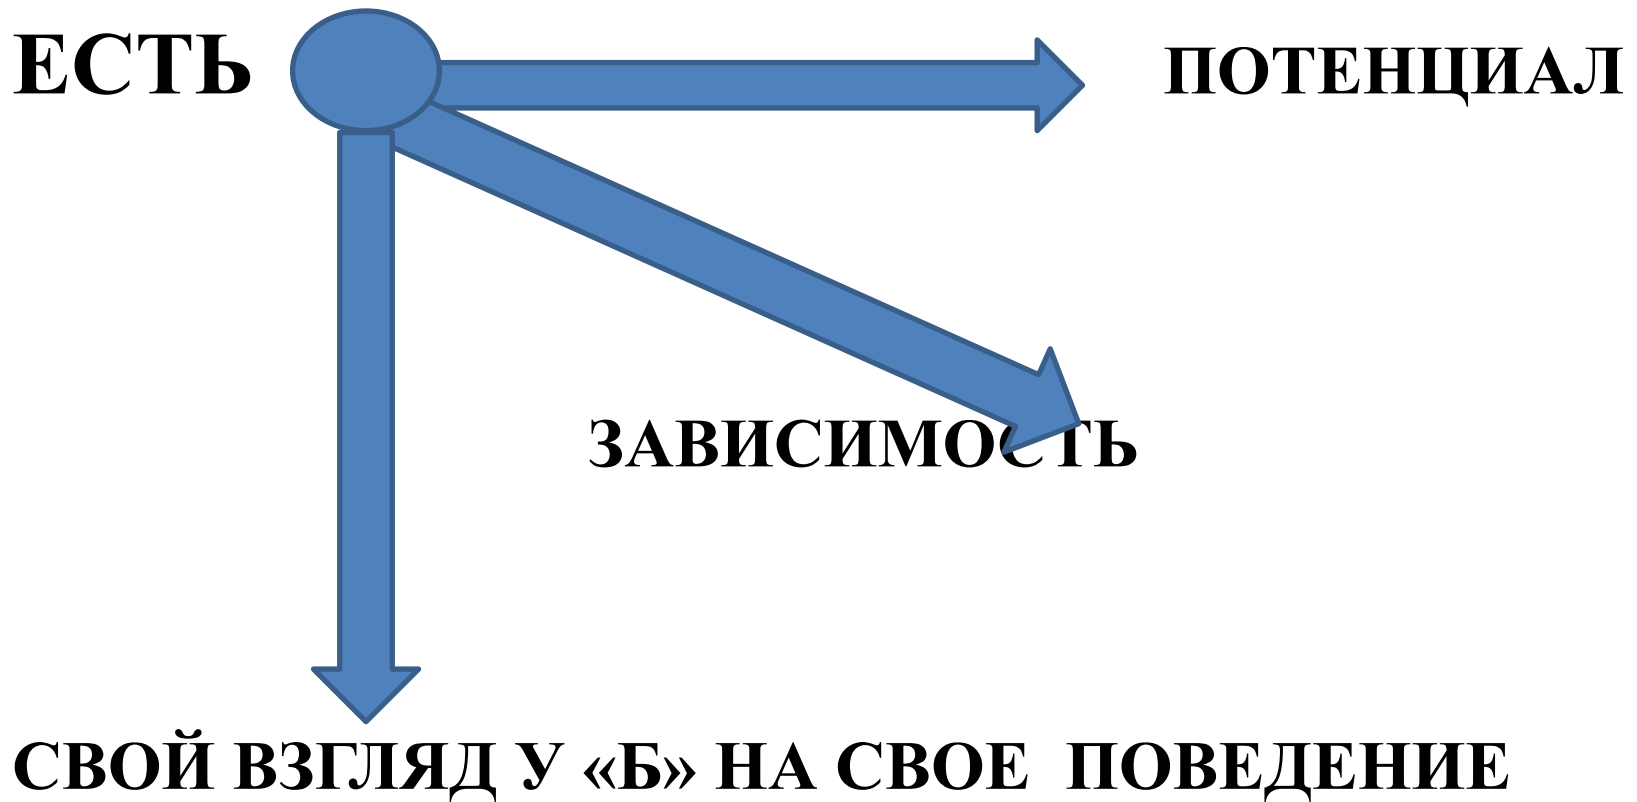 ЕСТЬ ПОТЕНЦИАЛ
ЗАВИСИМОСТЬ
СВОЙ ВЗГЛЯД У «Б» НА СВОЕ ПОВЕДЕНИЕ